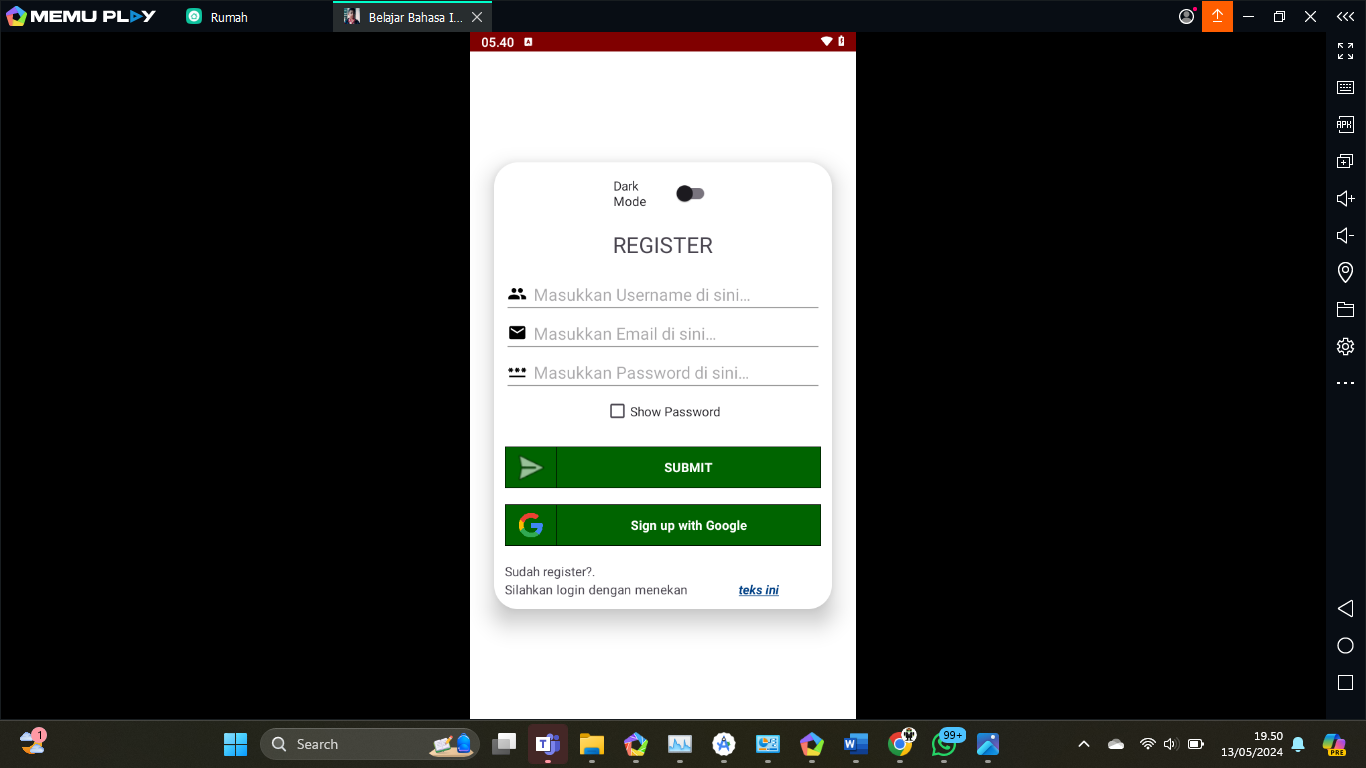 MEMU PLAY
Rumah
Belajar Bahasa I...
05.40
A
Dark
Mode
REGISTER
Masukkan Username di sini...
Masukkan Email di sini...
Masukkan Password di sini...
Show Password
SUBMIT
G
Sign up with Google
Sudah register?.
Silahkan login dengan menekan teks ini
APK
1
Search
T
W
99+
19.50
13/05/2024
PRE